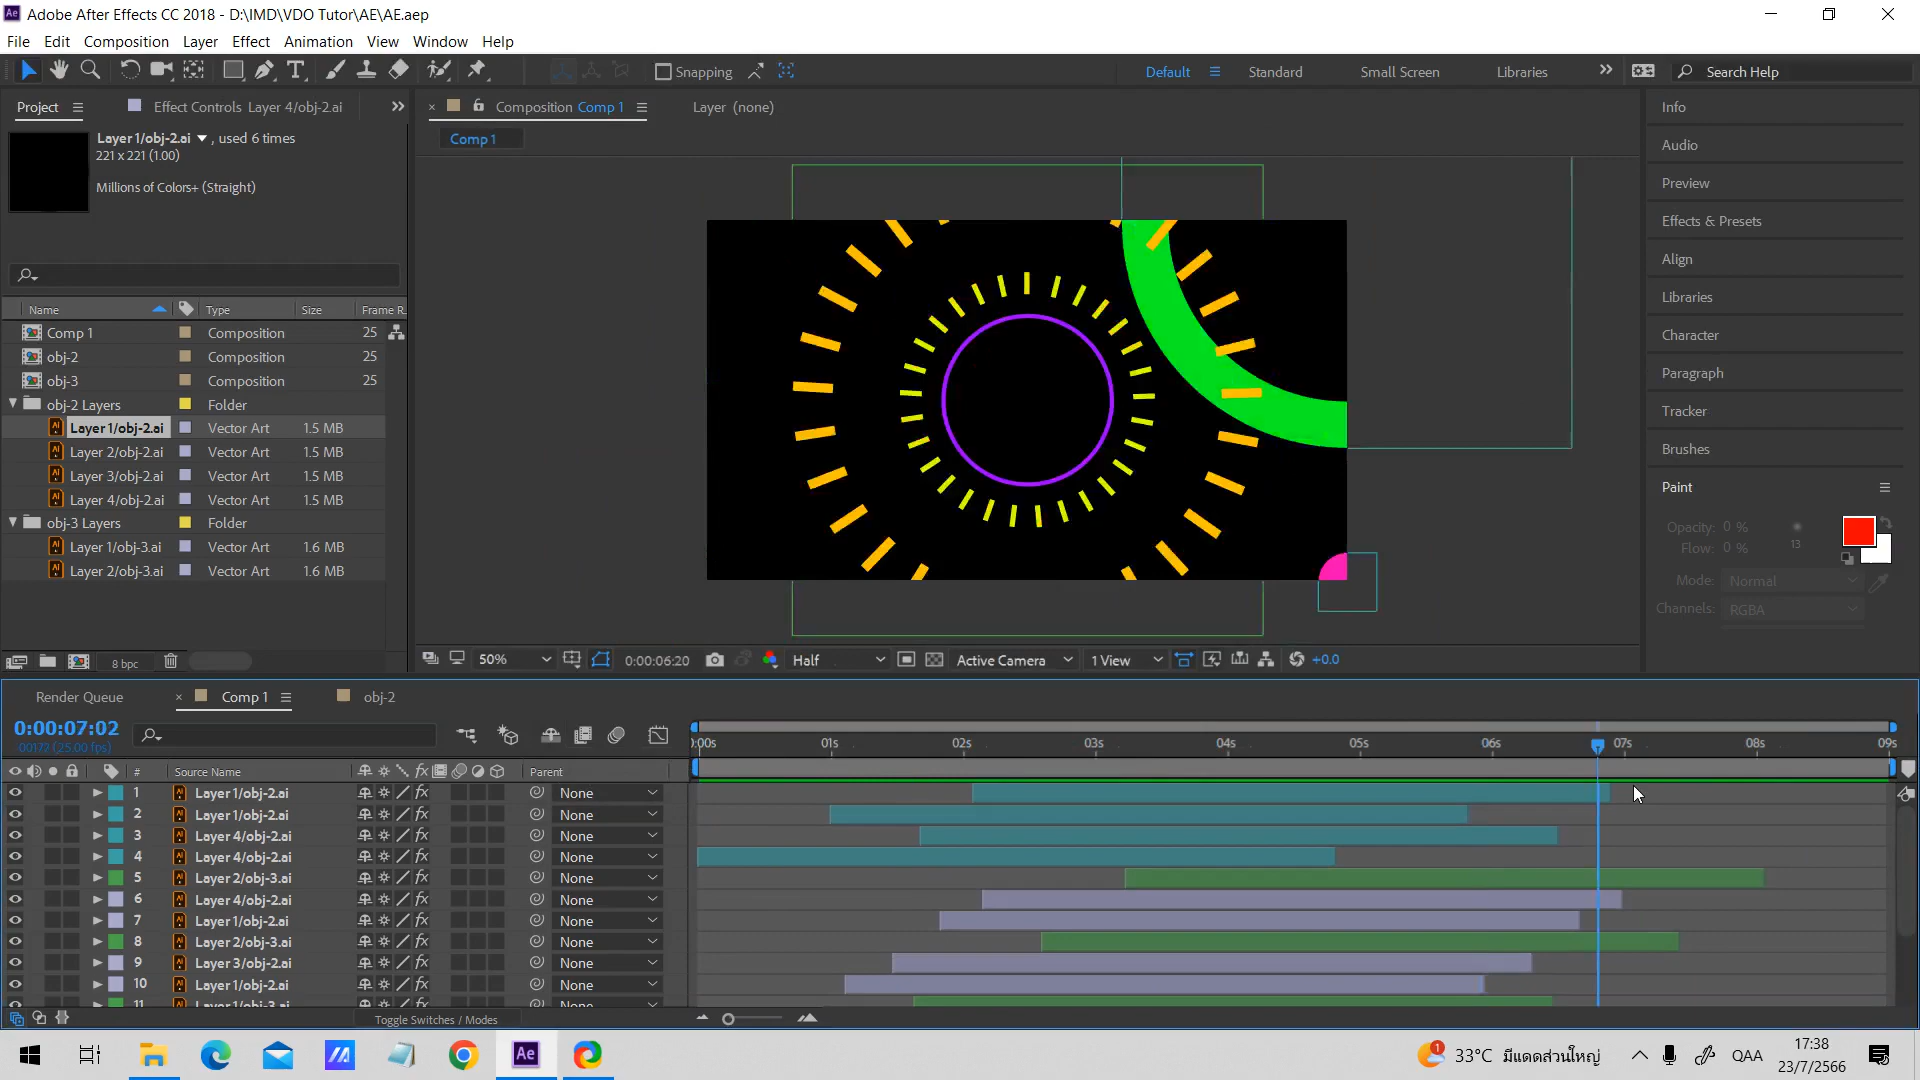 Ae Adobe After Effects CC 2018 - D:\IMD\VDO Tutor\AE\AE.aep
File Edit Composition Layer Effect Animation View Window Help
Snapping Default Standard Small Screen Libraries Search Help
Project Effect Controls Layer 4/obj-2.ai Composition Comp 1 Layer (none)
Comp 1
Layer 1/obj-2.ai , used 6 times
221 x 221 (1.00)
Millions of Colors+ (Straight)
Name Type Size Frame R.
Comp 1 Composition 25
obj-2 Composition 25
obj-3 Composition 25
obj-2 Layers Folder
Layer 1/obj-2.ai Vector Art 1.5 MB
Layer 2/obj-2.ai Vector Art 1.5 MB
Layer 3/obj-2.ai Vector Art 1.5 MB
Layer 4/obj-2.ai Vector Art 1.5 MB
obj-3 Layers Folder
Layer 1/obj-3.ai Vector Art 1.6 MB
Layer 2/obj-3.ai Vector Art 1.6 MB
8 bpc
50% 0:00:06:20 Half Active Camera 1 View +0.0
Info
Audio
Preview
Effects & Presets
Align
Libraries
Character
Paragraph
Tracker
Brushes
Paint
Opacity: 0 %
Flow: 0 % 13
Mode: Normal
Channels: RGBA
Render Queue Comp 1 obj-2
0:00:07:02
00172 (25.00 fps)
):00s 01s 02s 03s 04s 05s 06s 07s 08s 09s
# Source Name Parent
1 Layer 1/obj-2.ai None
2 Layer 1/obj-2.ai None
3 Layer 4/obj-2.ai None
4 Layer 4/obj-2.ai None
5 Layer 2/obj-3.ai None
6 Layer 4/obj-2.ai None
7 Layer 1/obj-2.ai None
8 Layer 2/obj-3.ai None
9 Layer 3/obj-2.ai None
10 Layer 1/obj-2.ai None
11 Layer 1/obj-3.ai None
Toggle Switches / Modes
Ae 1 33°C มีแดดส่วนใหญ่ QAA 17:38
23/7/2566